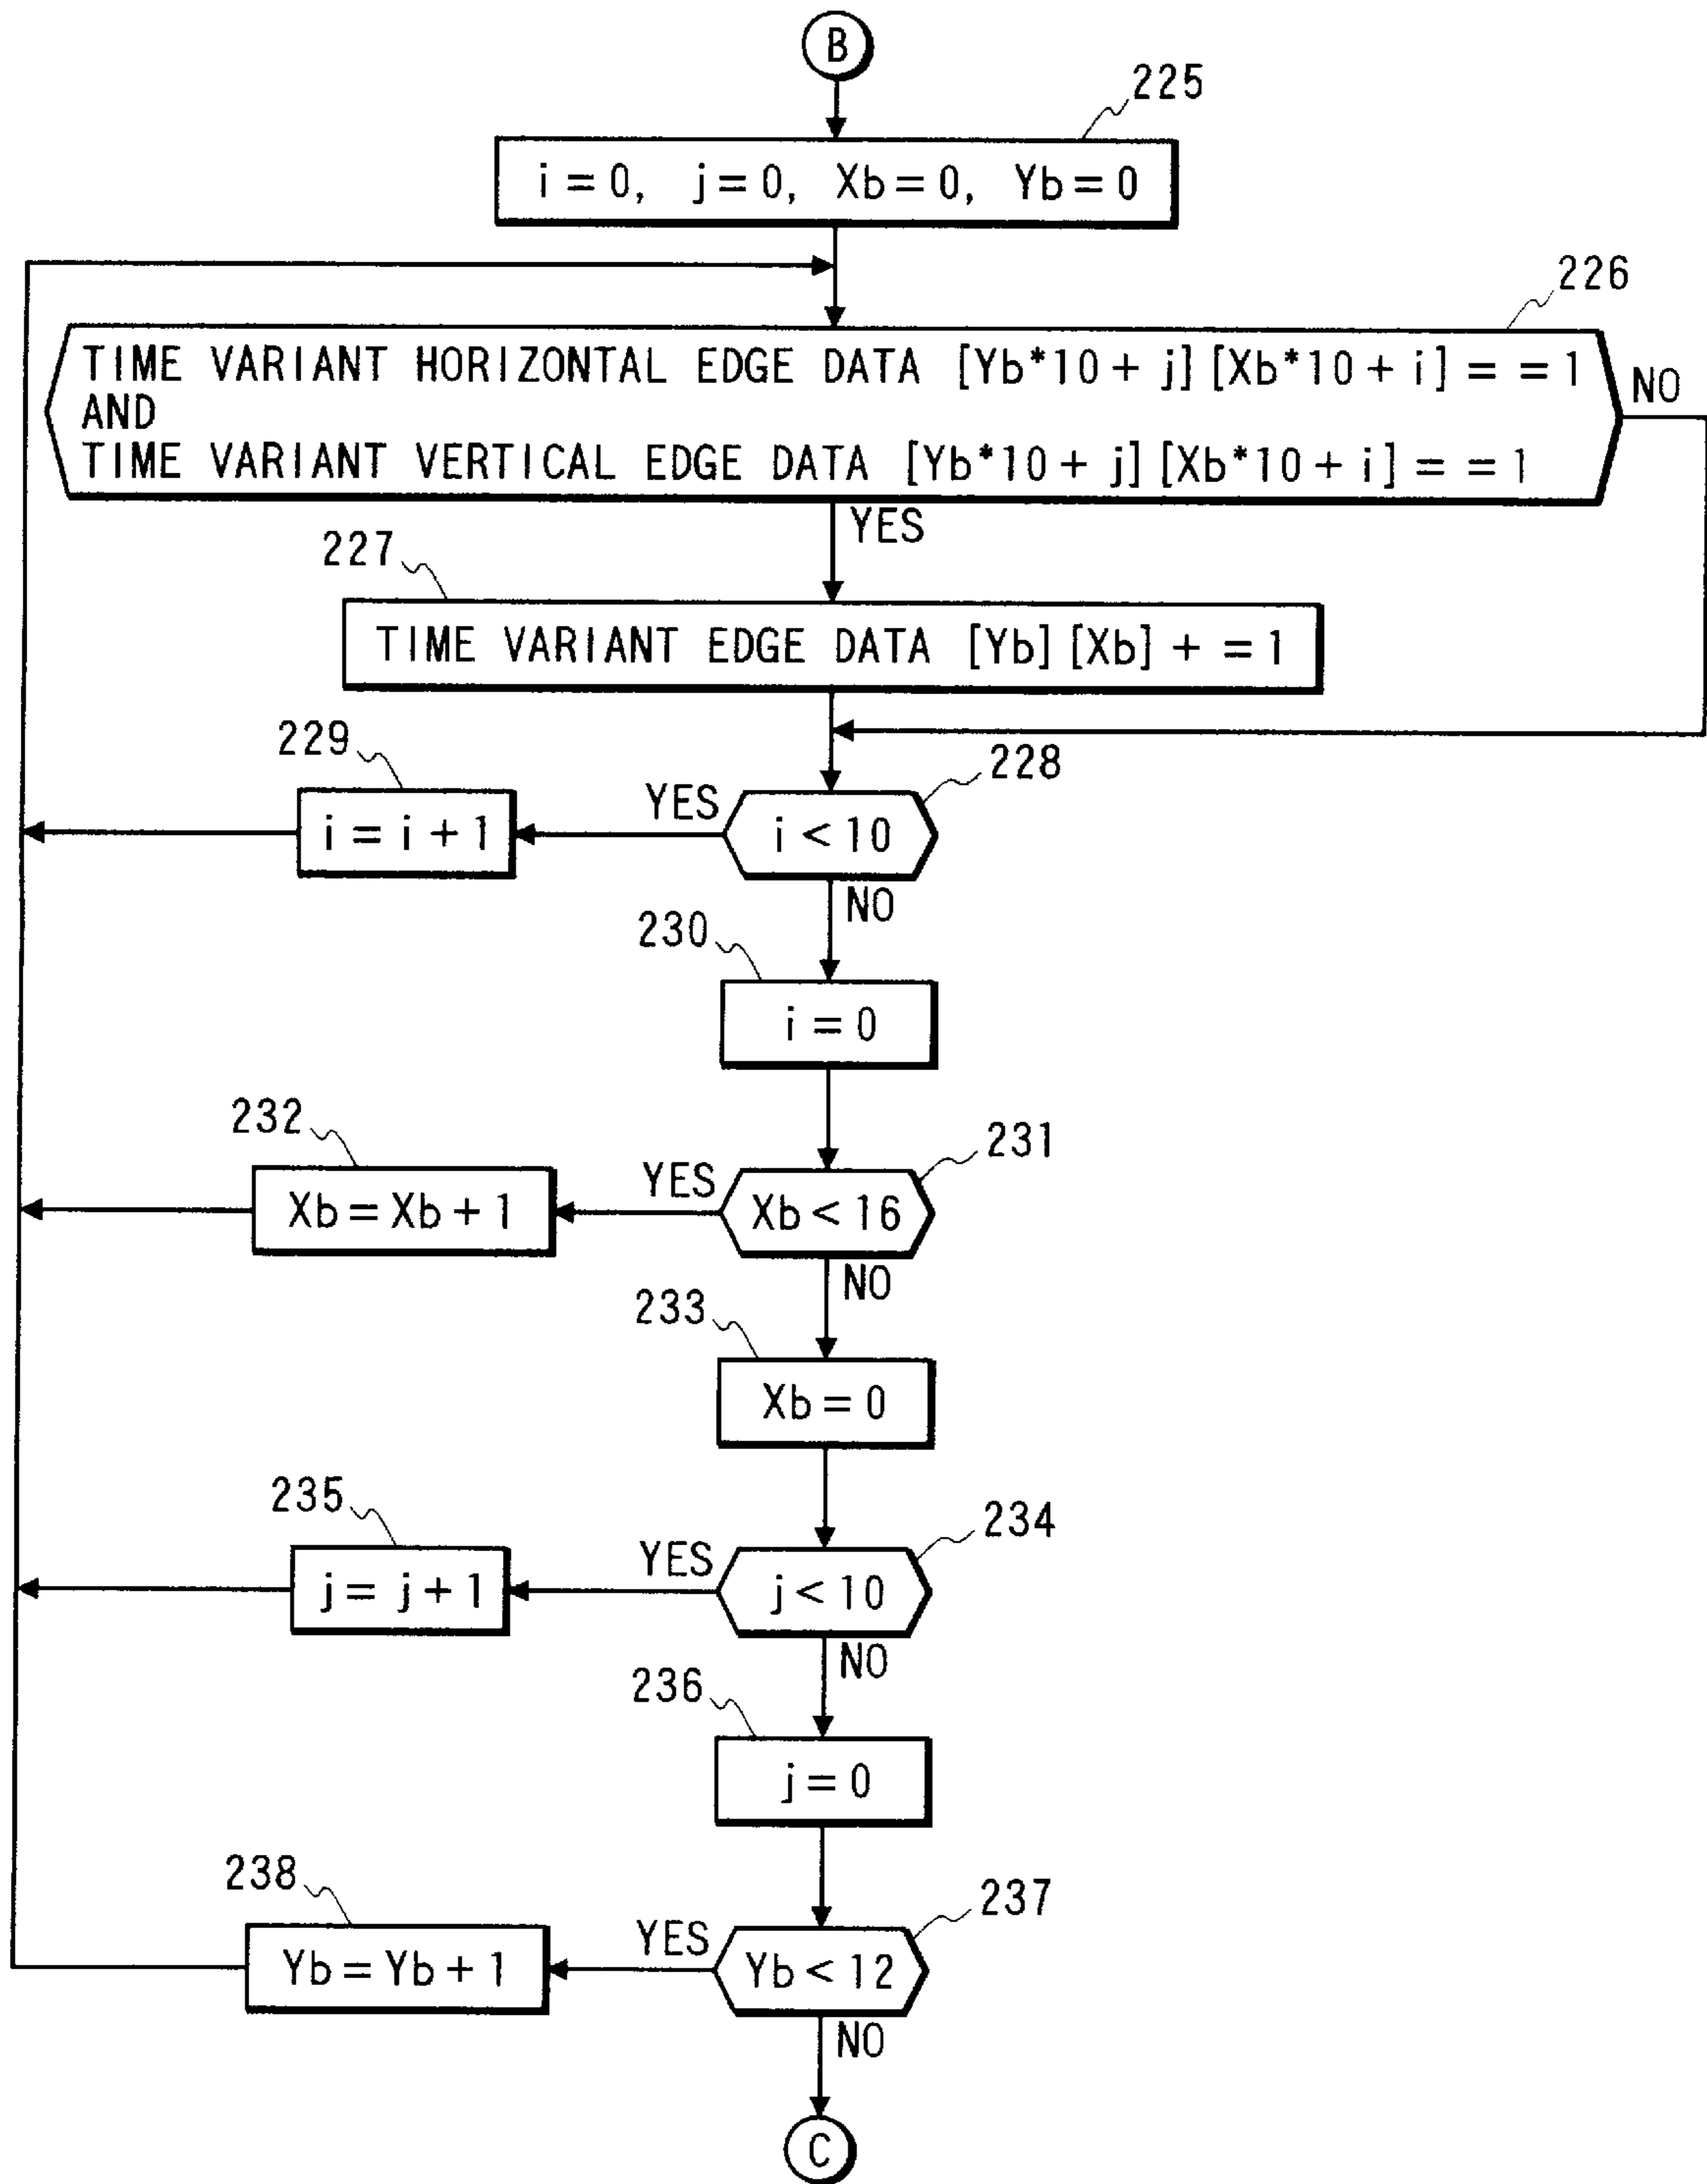 B
225
i = 0, j = 0, Xb = 0, Yb = 0
226
TIME VARIANT HORIZONTAL EDGE DATA [Yb*10 + j] [Xb*10 + i] = = 1
AND
TIME VARIANT VERTICAL EDGE DATA [Yb*10 + j] [Xb*10 + i] = = 1
NO
YES
227
TIME VARIANT EDGE DATA [Yb] [Xb] + = 1
229
228
i = i + 1
YES
i < 10
NO
230
i = 0
232
231
Xb = Xb + 1
YES
Xb < 16
NO
233
Xb = 0
235
234
j = j + 1
YES
j < 10
NO
236
j = 0
238
237
Yb = Yb + 1
YES
Yb < 12
NO
C